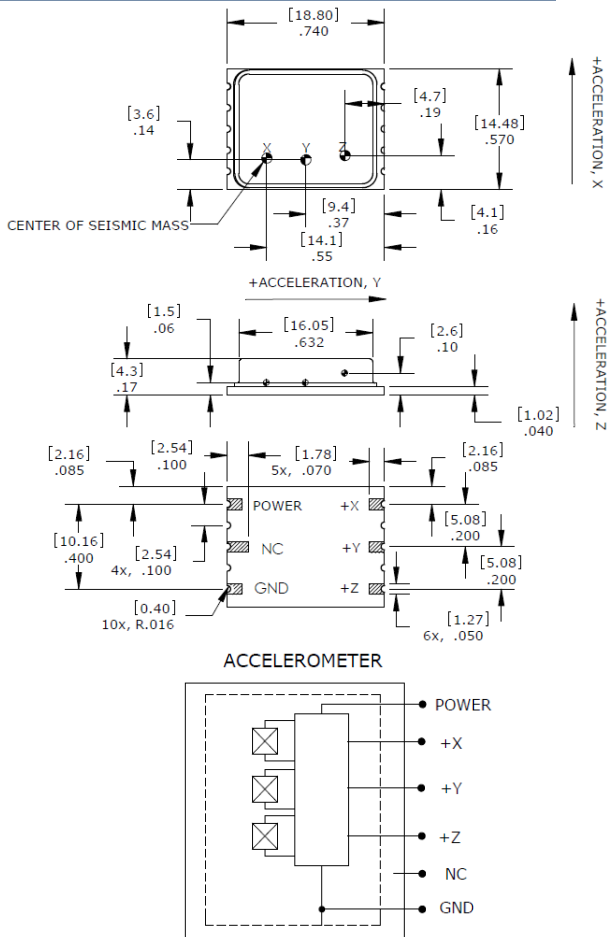 [18.80]
.740
[3.6]
.14
[4.7]
.19
[14.48]
.570
+ACCELERATION, X
X
Y
Z
CENTER OF SEISMIC MASS
[9.4]
.37
[4.1]
.16
[14.1]
.55
+ACCELERATION, Y
[1.5]
.06
[16.05]
.632
[2.6]
.10
+ACCELERATION, Z
[4.3]
.17
[1.02]
.040
[2.16]
.085
[2.54]
.100
[1.78]
5x, .070
[2.16]
.085
POWER
+X
[10.16]
.400
[2.54]
4x, .100
NC
+Y
[5.08]
.200
[5.08]
.200
GND
+Z
[0.40]
10x, R.016
[1.27]
6x, .050
ACCELEROMETER
POWER
+X
+Y
+Z
NC
GND